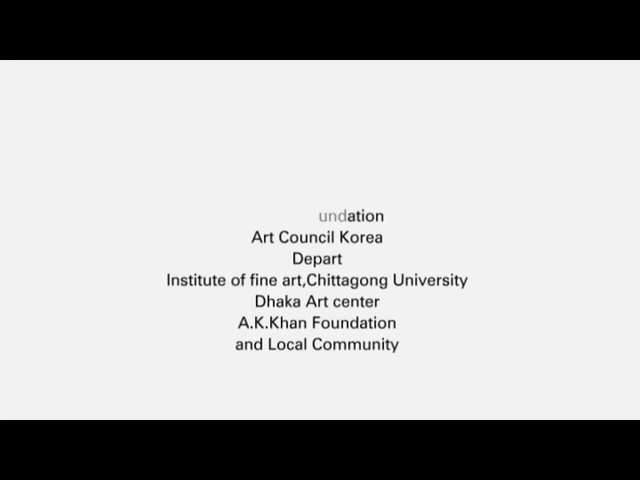 undation
Art Council Korea
Depart
Institute of fine art,Chittagong University
Dhaka Art center
A.K.Khan Foundation
and Local Community